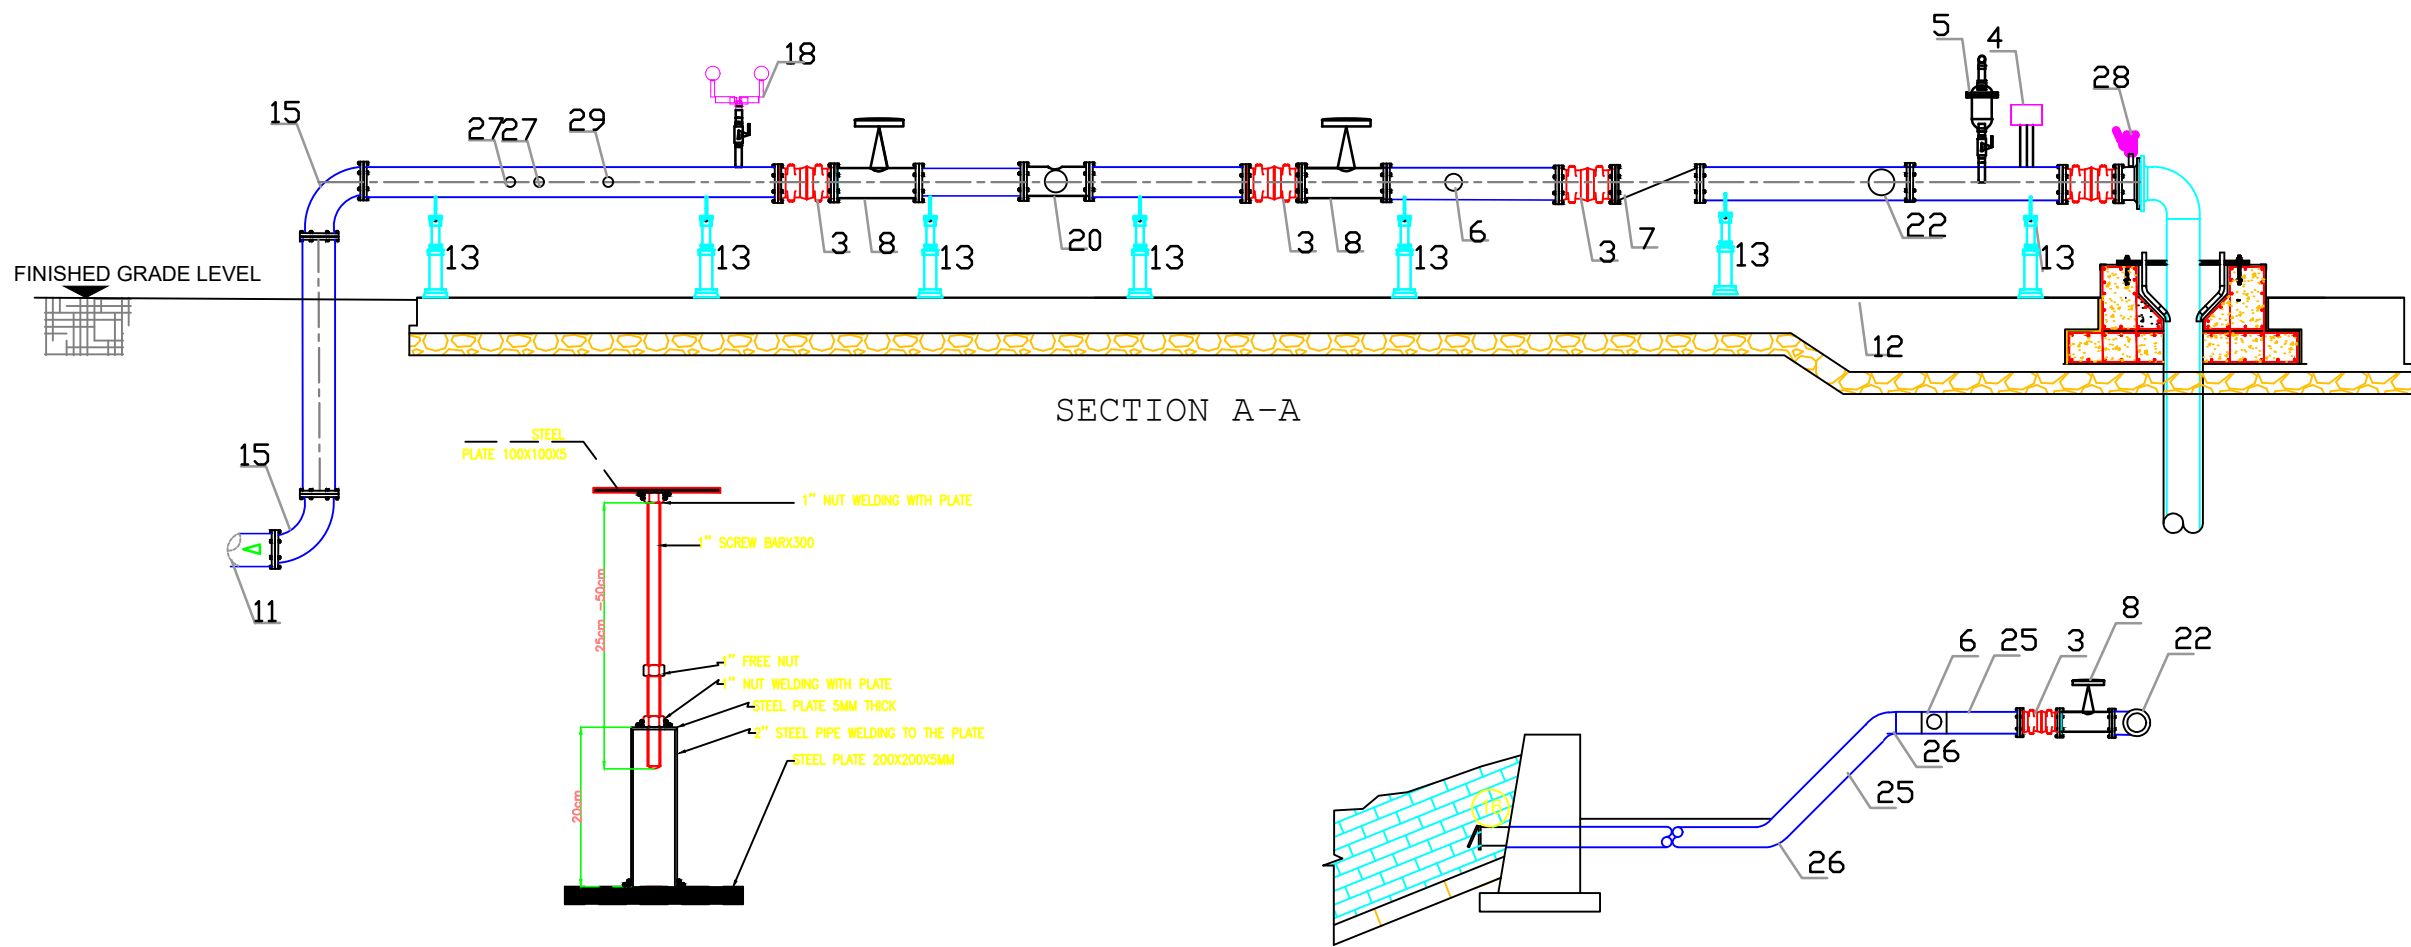 5
4
18
28
15
27
27
29
3
8
13
13
13
20
13
3
8
13
6
3
7
13
22
13
FINISHED GRADE LEVEL
12
SECTION A-A
15
11
STEEL
PLATE 100X100X5
1" NUT WELDING WITH PLATE
1" SCREW BARX300
25cm -50cm
1" FREE NUT
1" NUT WELDING WITH PLATE
STEEL PLATE 5MM THICK
2" STEEL PIPE WELDING TO THE PLATE
STEEL PLATE 200X200X5MM
20cm
8
6
25
3
22
26
25
16
26